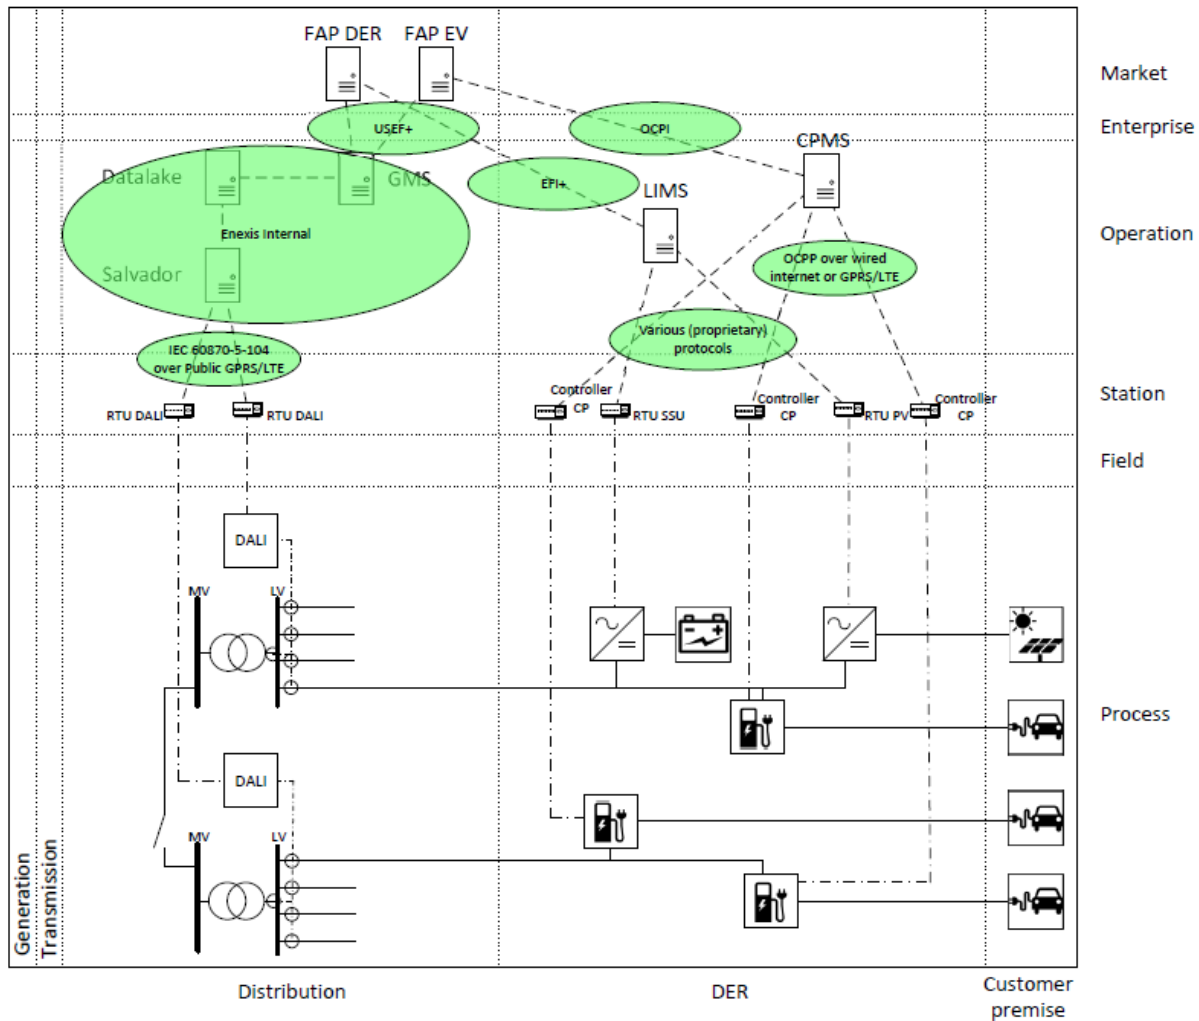 FAP DER
FAP EV
Market
USEF+
OCPI
Enterprise
CPMS
Datalake
GMS
EPI+
LIMS
Enexis Internal
Operation
OCPP over wired
internet or GPRS/LTE
Salvador
Various (proprietary)
protocols
IEC 60870-5-104
over Public GPRS/LTE
Station
RTU DALI
RTU DALI
Controller
CP
RTU SSU
Controller
CP
RTU PV
Controller
CP
Field
DALI
MV
LV
Process
DALI
MV
LV
Generation
Transmission
Distribution
DER
Customer
premise